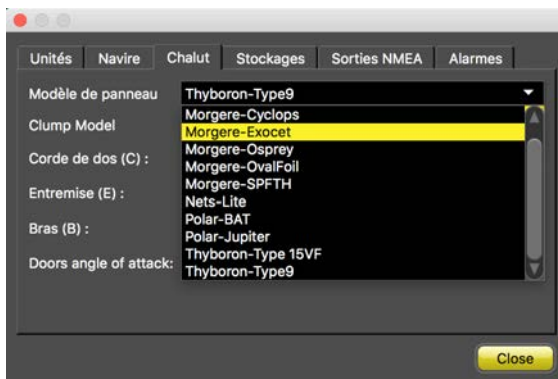 Unités Navire Chalut Stockages Sorties NMEA Alarmes
Modèle de panneau Thyboron-Type9
Morgere-Cyclops
Clump Model
Morgere-Exocet
Morgere-Osprey
Corde de dos (C) :
Morgere-OvalFoil
Morgere-SPFTH
Entremise (E) :
Nets-Lite
Polar-BAT
Bras (B) :
Polar-Jupiter
Thyboron-Type 15VF
Doors angle of attack:
Thyboron-Type9
Close